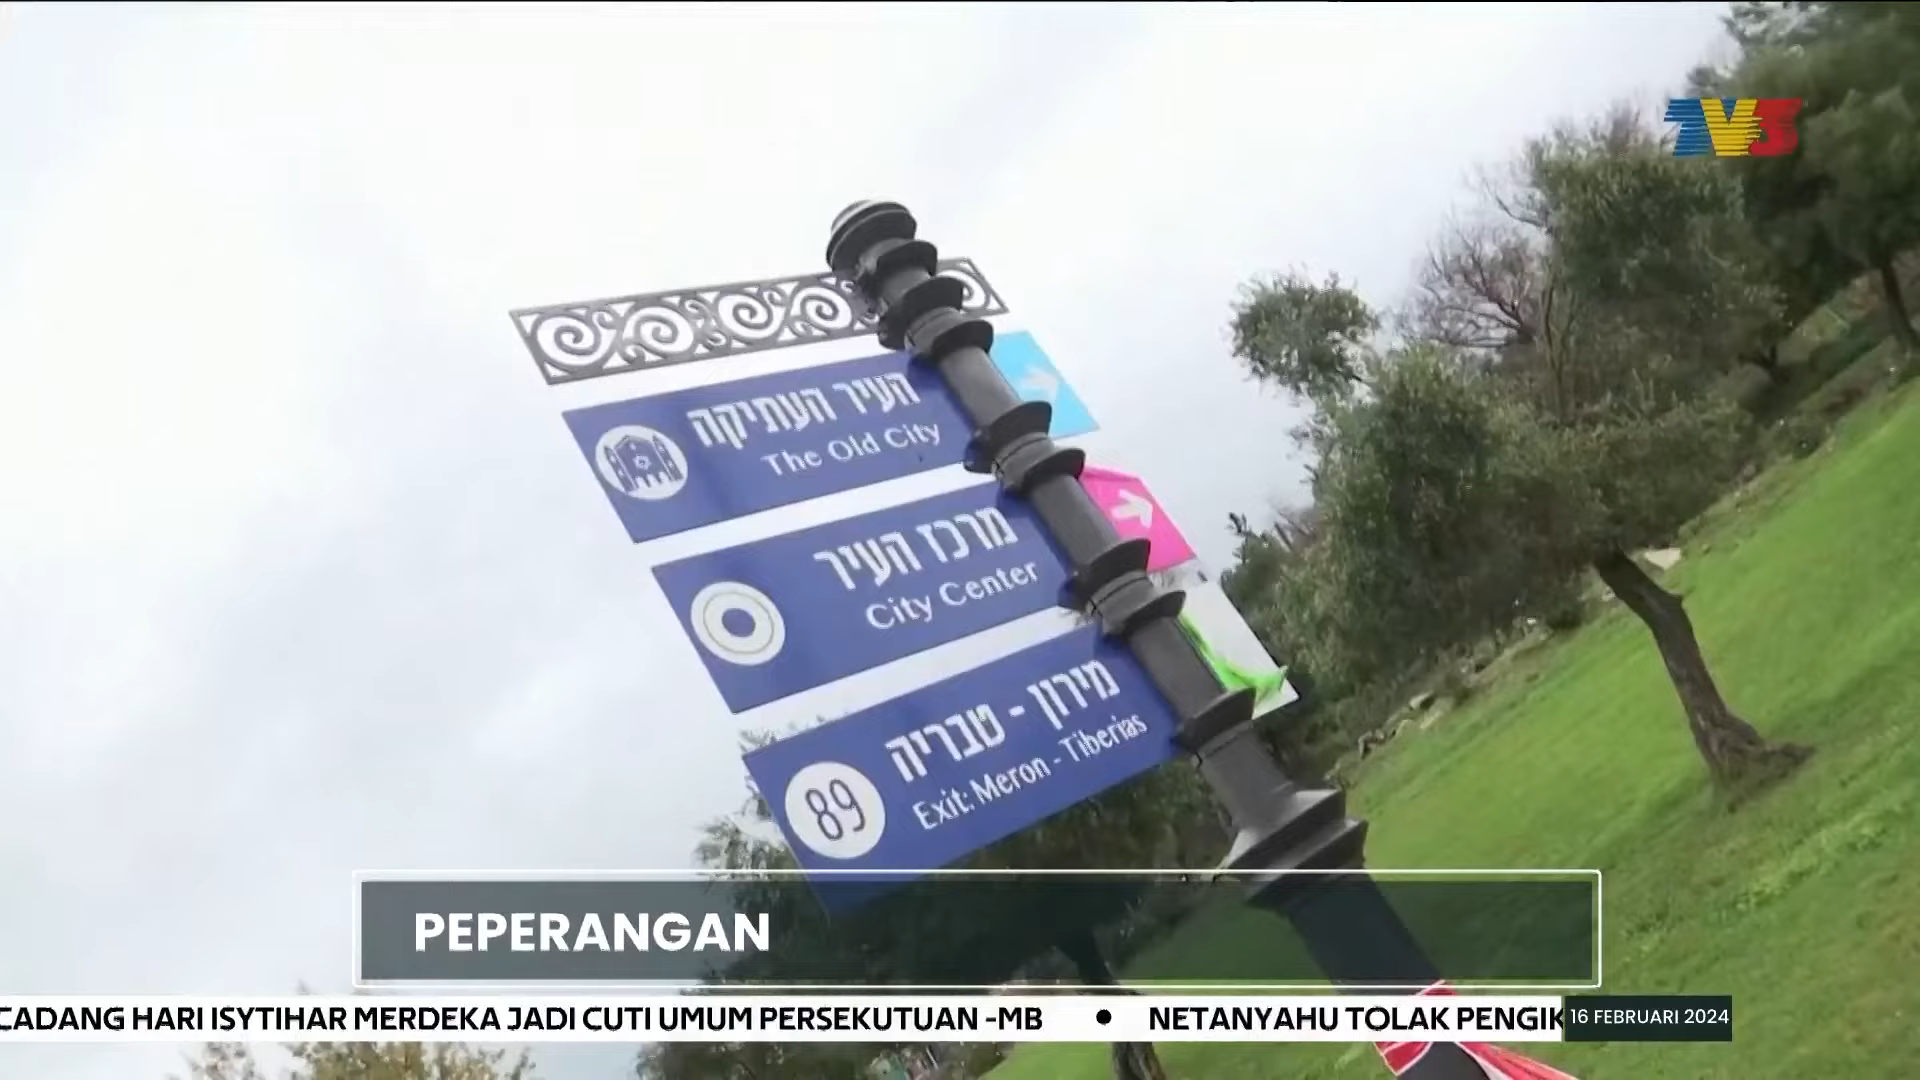 TV3
העיר העתיקה
The Old City
מרכז העיר
City Center
מירון - טבריה
Exit: Meron - Tiberias
89
PEPERANGAN
CADANG HARI ISYTIHAR MERDEKA JADI CUTI UMUM PERSEKUTUAN -MB • NETANYAHU TOLAK PENGIK
16 FEBRUARI 2024